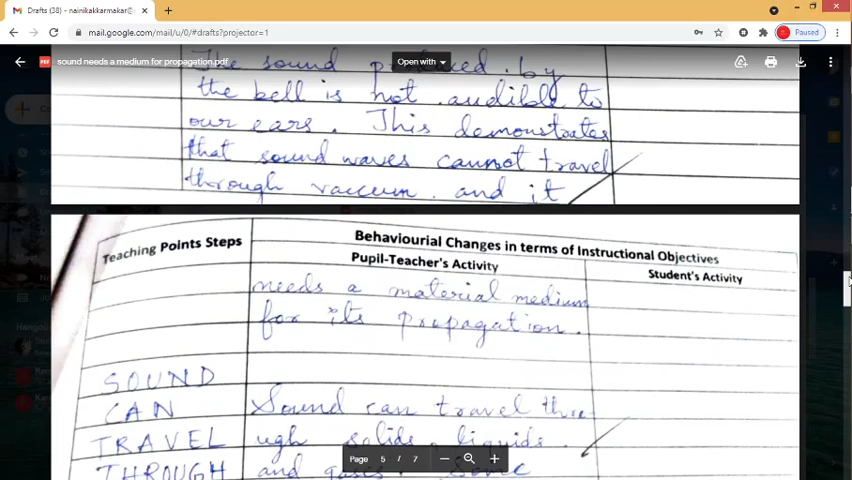 Drafts (38) - nainikakkarmakar@
mail.google.com/mail/u/0/#drafts?projector=1
Paused
sound needs a medium for propagation.pdf
Open with
The sound produced by
the bell is not audible to
our ears. This demonstrates
that sound waves cannot travel
through vaccum and it
Teaching Points Steps
Behaviourial Changes in terms of Instructional Objectives
Pupil-Teacher's Activity
Student's Activity
needs a material medium
for its propagation.
SOUND
CAN Sound can travel thro-
TRAVEL ugh solids, liquids
THROUGH and gases. Some
Page 5 / 7